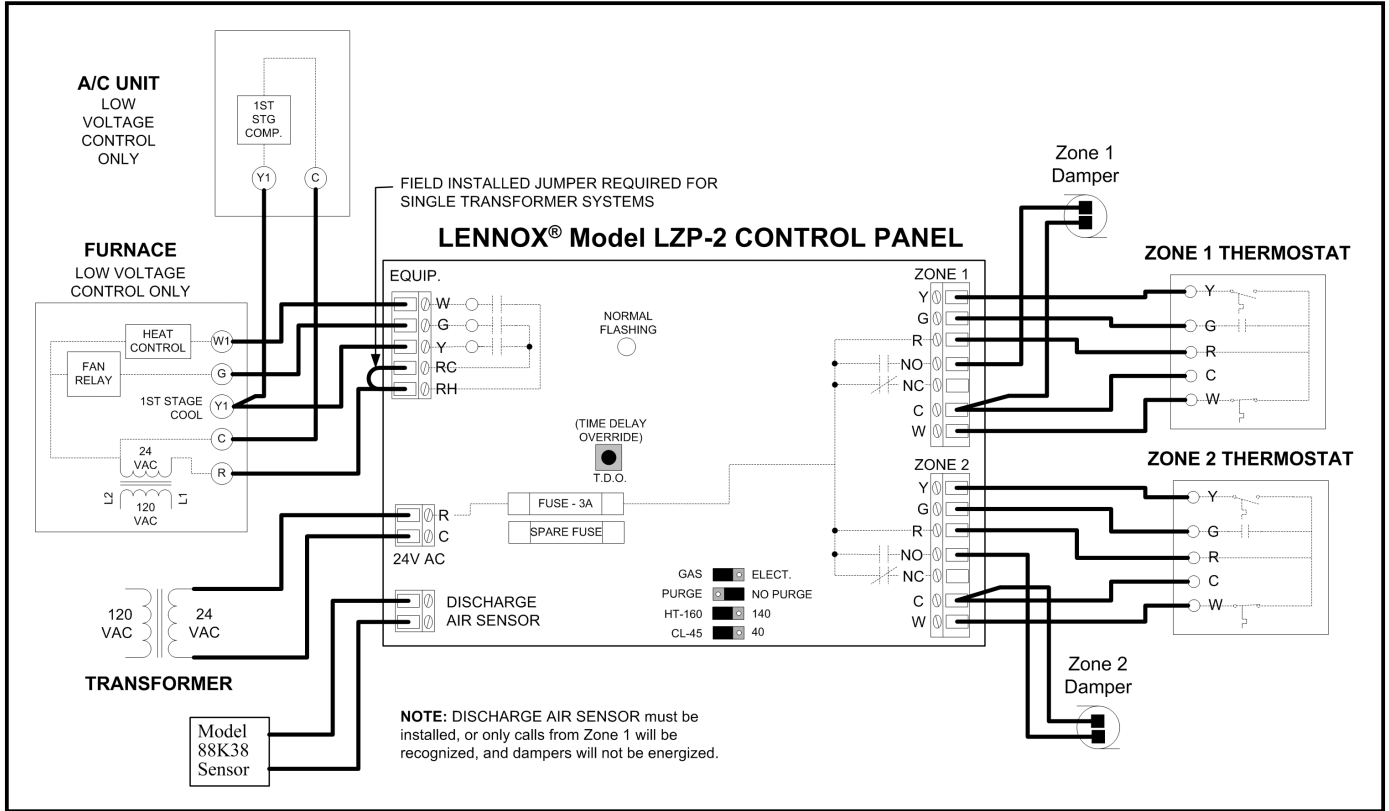 A/C UNIT
LOW
VOLTAGE
CONTROL
ONLY
1ST
STG
COMP.
Y1
C
FIELD INSTALLED JUMPER REQUIRED FOR
SINGLE TRANSFORMER SYSTEMS
LENNOX® Model LZP-2 CONTROL PANEL
FURNACE
LOW VOLTAGE
CONTROL ONLY
HEAT
CONTROL
W1
FAN
RELAY
G
1ST STAGE
COOL
Y1
C
24
VAC
R
L2
L1
120
VAC
EQUIP.
W
G
Y
RC
RH
NORMAL
FLASHING
(TIME DELAY
OVERRIDE)
T.D.O.
FUSE - 3A
SPARE FUSE
R
C
24V AC
DISCHARGE
AIR SENSOR
GAS ELECT.
PURGE NO PURGE
HT-160 140
CL-45 40
ZONE 1
Y
G
R
NO
NC
C
W
ZONE 2
Y
G
R
NO
NC
C
W
Zone 1
Damper
ZONE 1 THERMOSTAT
Y
G
R
C
W
ZONE 2 THERMOSTAT
Y
G
R
C
W
Zone 2
Damper
120
VAC
24
VAC
TRANSFORMER
Model
88K38
Sensor
NOTE: DISCHARGE AIR SENSOR must be
installed, or only calls from Zone 1 will be
recognized, and dampers will not be energized.